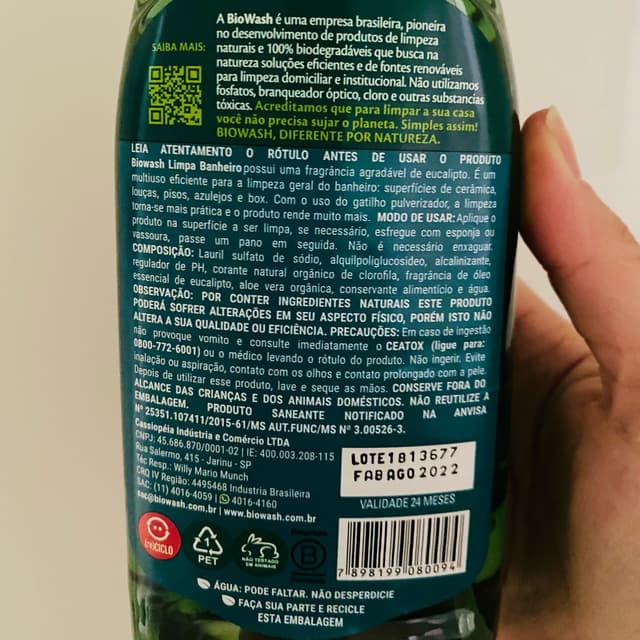 A BioWash é uma empresa brasileira, pioneira
no desenvolvimento de produtos de limpeza
naturais e 100% biodegradáveis que busca na
natureza soluções eficientes e de fontes renováveis
para limpeza domiciliar e institucional. Não utilizamos
fosfatos, branqueador óptico, cloro e outras substancias
tóxicas. Acreditamos que para limpar a sua casa
você não precisa sujar o planeta. Simples assim!
BIOWASH, DIFERENTE POR NATUREZA.
SAIBA MAIS:
LEIA ATENTAMENTO O RÓTULO ANTES DE USAR O PRODUTO
Biowash Limpa Banheiro possui uma fragrância agradável de eucalipto. É um
multiuso eficiente para a limpeza geral do banheiro: superfícies de cerâmica,
louças, pisos, azulejos e box. Com o uso do gatilho pulverizador, a limpeza
torna-se mais prática e o produto rende muito mais. MODO DE USAR: Aplique o
produto na superfície a ser limpa, se necessário, esfregue com esponja ou
vassoura, passe um pano em seguida. Não é necessário enxaguar.
COMPOSIÇÃO: Lauril sulfato de sódio, alquilpoliglucosideo, alcalinizante,
regulador de PH, corante natural orgânico de clorofila, fragrância de óleo
essencial de eucalipto, aloe vera orgânica, conservante alimentício e água.
OBSERVAÇÃO: POR CONTER INGREDIENTES NATURAIS ESTE PRODUTO
PODERÁ SOFRER ALTERAÇÕES EM SEU ASPECTO FÍSICO, PORÉM ISTO NÃO
ALTERA A SUA QUALIDADE OU EFICIÊNCIA. PRECAUÇÕES: Em caso de ingestão
não provoque vomito e consulte imediatamente o CEATOX (ligue para:
0800-772-6001) ou o médico levando o rótulo do produto. Não ingerir. Evite
inalação ou aspiração, contato com os olhos e contato prolongado com a pele.
Depois de utilizar esse produto, lave e seque as mãos. CONSERVE FORA DO
ALCANCE DAS CRIANÇAS E DOS ANIMAIS DOMÉSTICOS. NÃO REUTILIZE A
EMBALAGEM. PRODUTO SANEANTE NOTIFICADO NA ANVISA
Nº 25351.107411/2015-61/MS AUT.FUNC/MS Nº 3.00526-3.
Cassiopéia Indústria e Comércio LTDA
CNPJ: 45.686.870/0001-02 | IE: 400.003.208-115
Rua Salermo, 415 - Jarinu - SP
Téc Resp.: Willy Mario Munch
CRQ IV Região: 4495468 Industria Brasileira
SAC: (11) 4016-4059 | 4016-4160
sac@biowash.com.br | www.biowash.com.br
LOTE1813677
FABAGO2022
VALIDADE 24 MESES
(re)CICLO
1
PET
NÃO TESTADO
EM ANIMAIS
Empresa
B
7 898199 080094
ÁGUA: PODE FALTAR. NÃO DESPERDICE
FAÇA SUA PARTE E RECICLE
ESTA EMBALAGEM